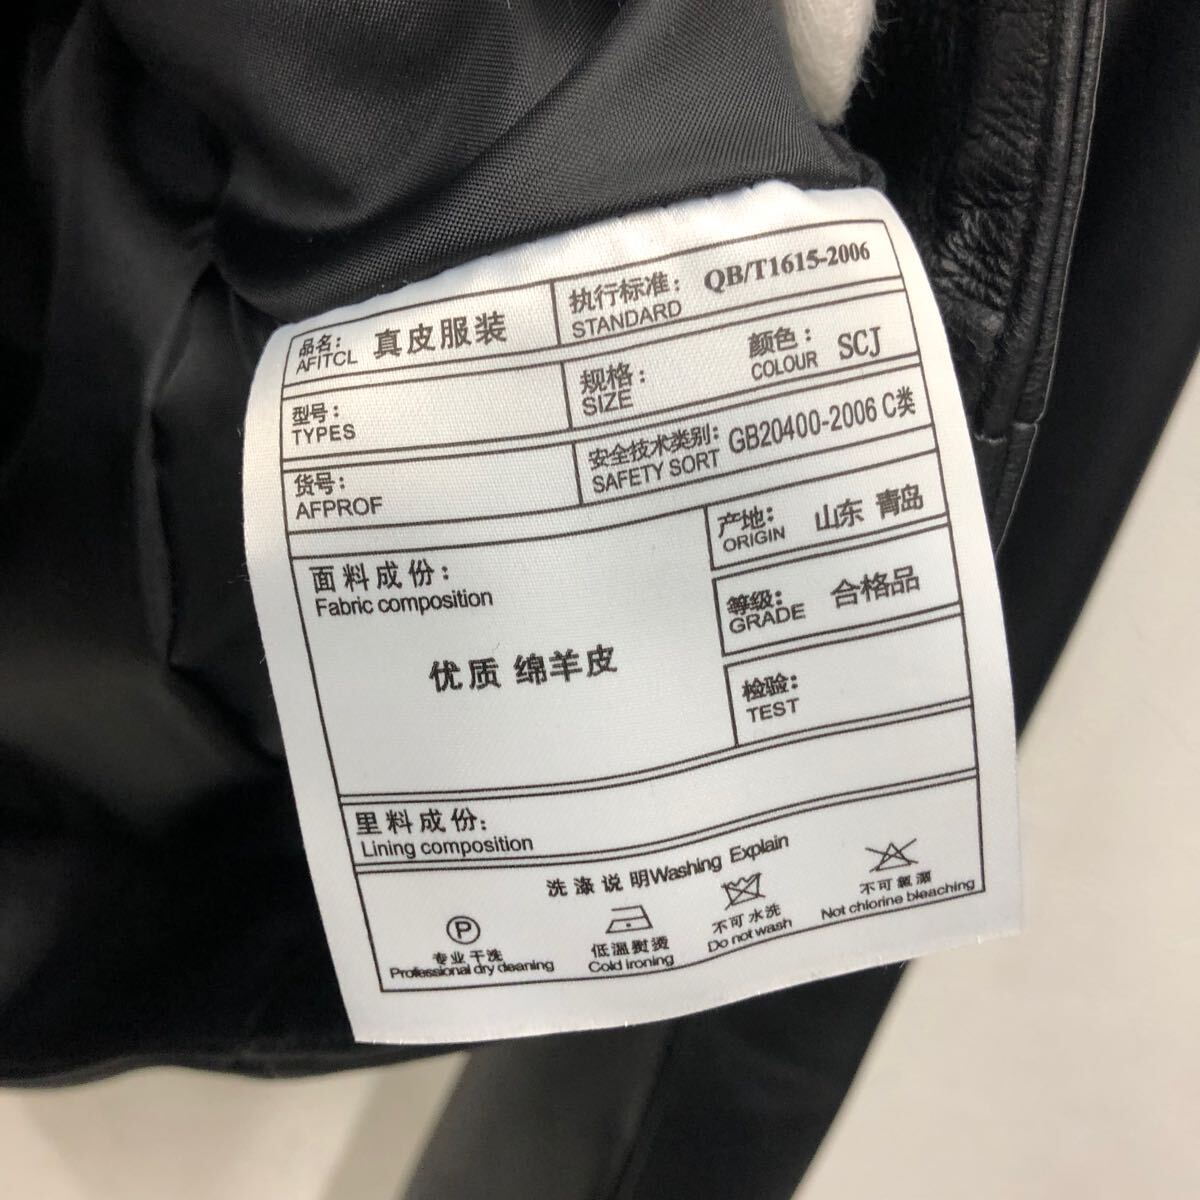 品名: 真皮服装
AFITCL
执行标准: QB/T1615-2006
STANDARD
型号:
TYPES
规格:
SIZE
颜色: SCJ
COLOUR
货号:
AFPROF
安全技术类别: GB20400-2006 C类
SAFETY SORT
面料成份:
Fabric composition
优质 绵羊皮
产地: 山东 青岛
ORIGIN
等级: 合格品
GRADE
检验:
TEST
里料成份:
Lining composition
洗涤说明Washing Explain
P
专业干洗
Professional dry cleaning
低温熨烫
Cold ironing
不可水洗
Do not wash
不可氯漂
Not chlorine bleaching